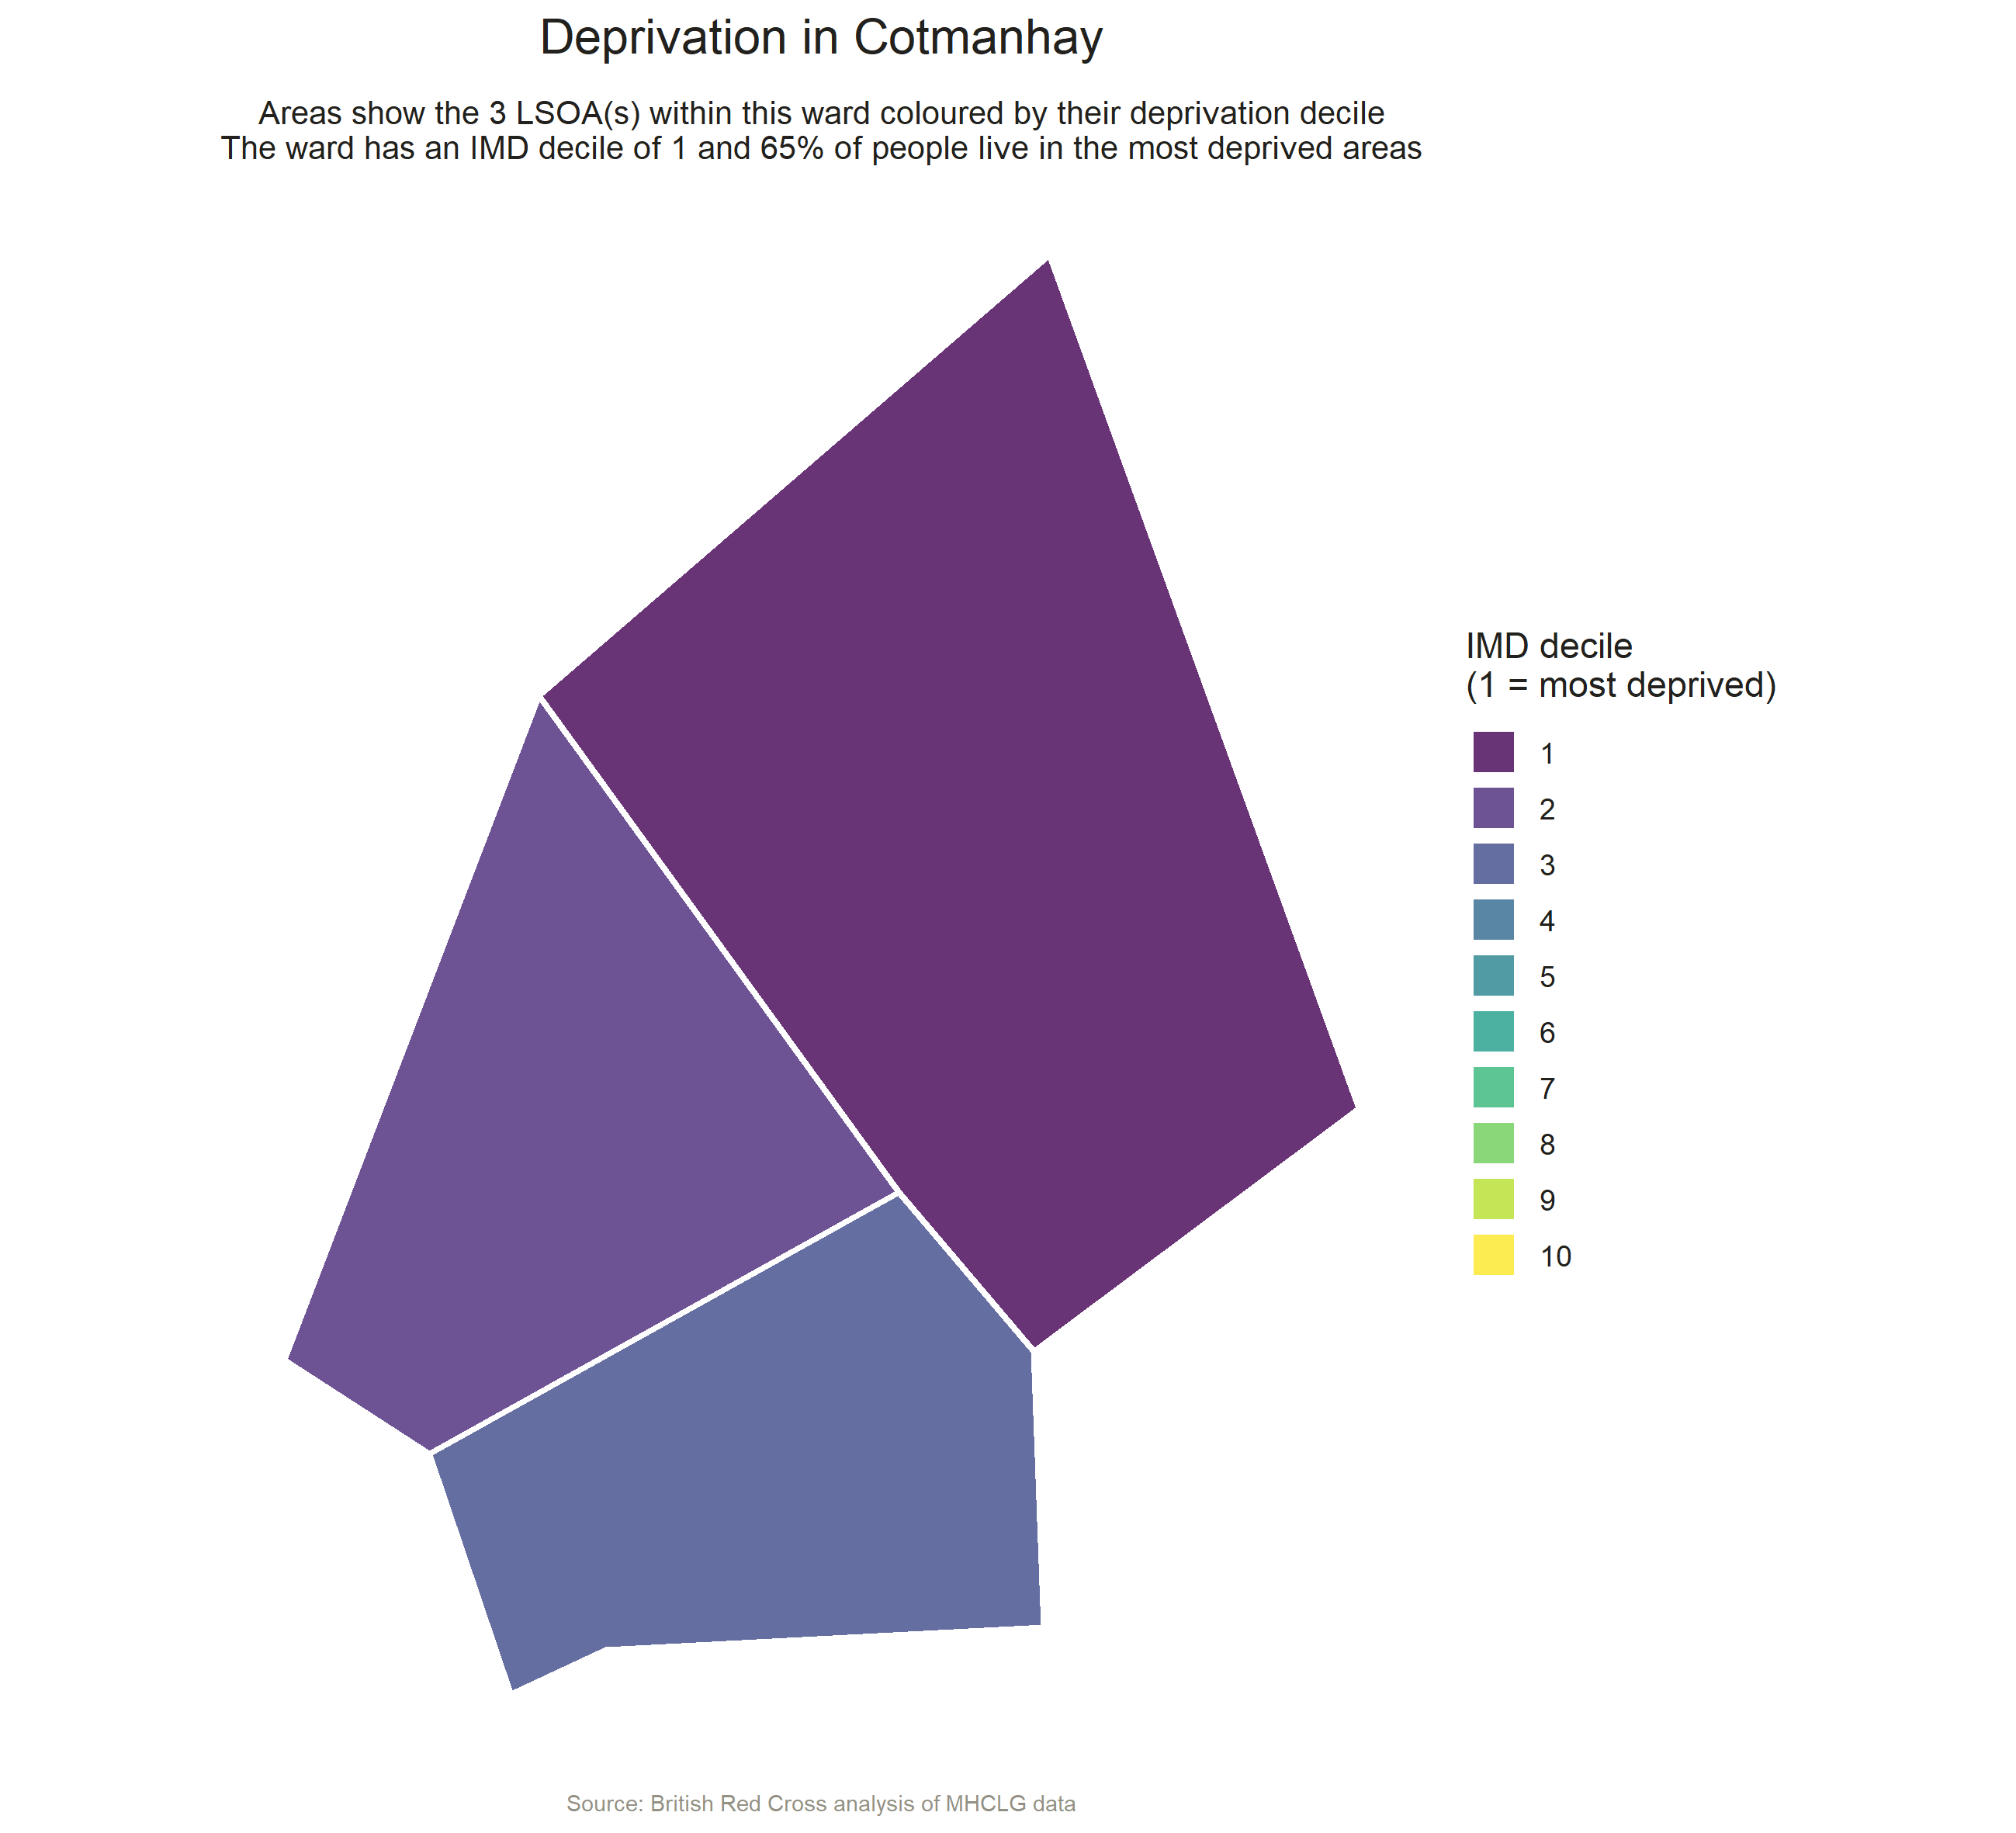 Deprivation in Cotmanhay
Areas show the 3 LSOA(s) within this ward coloured by their deprivation decile
The ward has an IMD decile of 1 and 65% of people live in the most deprived areas
IMD decile
(1 = most deprived)
1
2
3
4
5
6
7
8
9
10
Source: British Red Cross analysis of MHCLG data